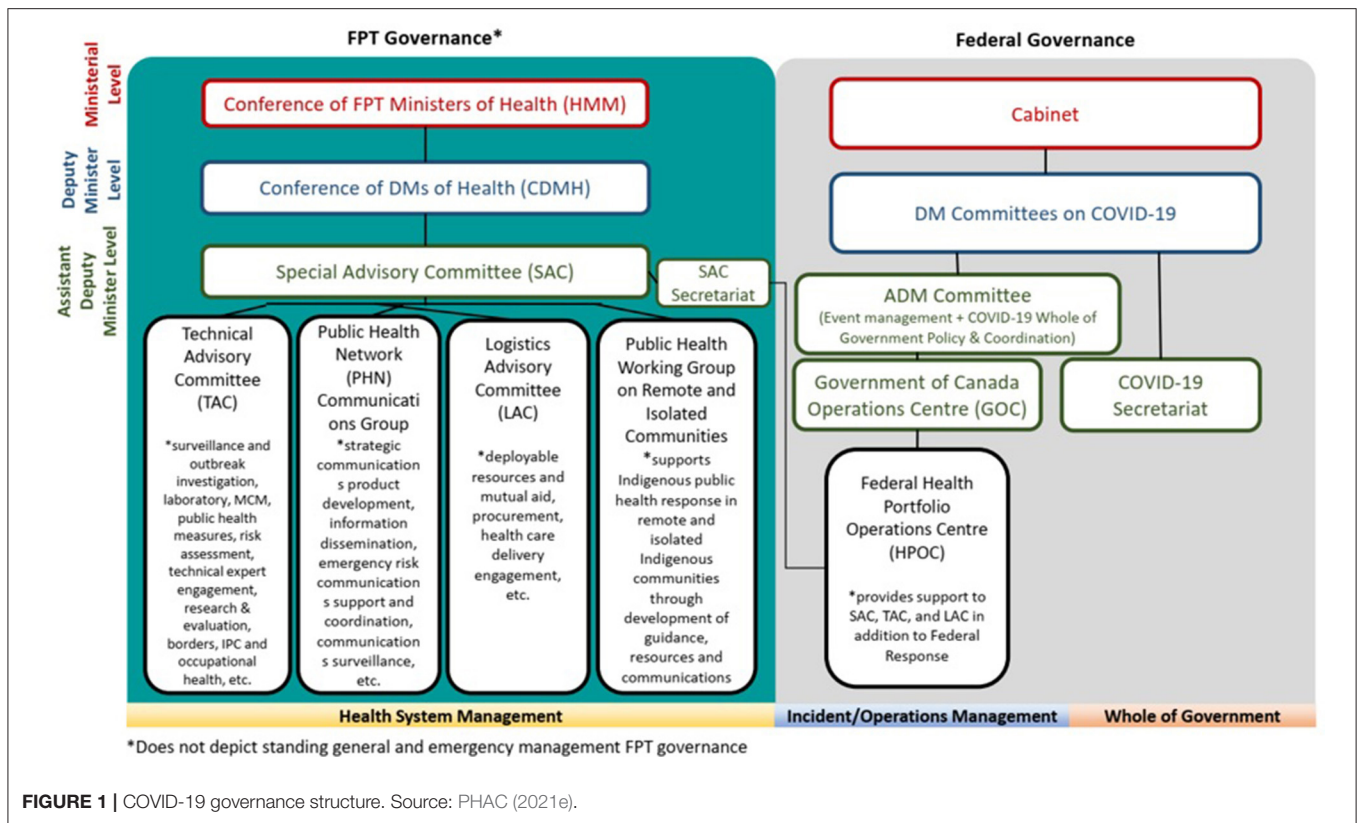 FPT Governance*
Federal Governance
Ministerial
Level
Deputy
Minister
Level
Assistant
Deputy
Minister Level
Conference of FPT Ministers of Health (HMM)
Conference of DMs of Health (CDMH)
Special Advisory Committee (SAC)
SAC
Secretariat
Technical
Advisory
Committee
(TAC)
*surveillance and
outbreak
investigation,
laboratory, MCM,
public health
measures, risk
assessment,
technical expert
engagement,
research &
evaluation,
borders, IPC and
occupational
health, etc.
Public Health
Network
(PHN)
Communicati
ons Group
*strategic
communication
s product
development,
information
dissemination,
emergency risk
communication
s support and
coordination,
communication
s surveillance,
etc.
Logistics
Advisory
Committee
(LAC)
*deployable
resources and
mutual aid,
procurement,
health care
delivery
engagement,
etc.
Public Health
Working Group
on Remote and
Isolated
Communities
*supports
Indigenous public
health response in
remote and
isolated
Indigenous
communities
through
development of
guidance,
resources and
communications
Cabinet
DM Committees on COVID-19
ADM Committee
(Event management + COVID-19 Whole of
Government Policy & Coordination)
Government of Canada
Operations Centre (GOC)
COVID-19
Secretariat
Federal Health
Portfolio
Operations Centre
(HPOC)
*provides support to
SAC, TAC, and LAC in
addition to Federal
Response
Health System Management
Incident/Operations Management
Whole of Government
*Does not depict standing general and emergency management FPT governance
FIGURE 1 | COVID-19 governance structure. Source: PHAC (2021e).